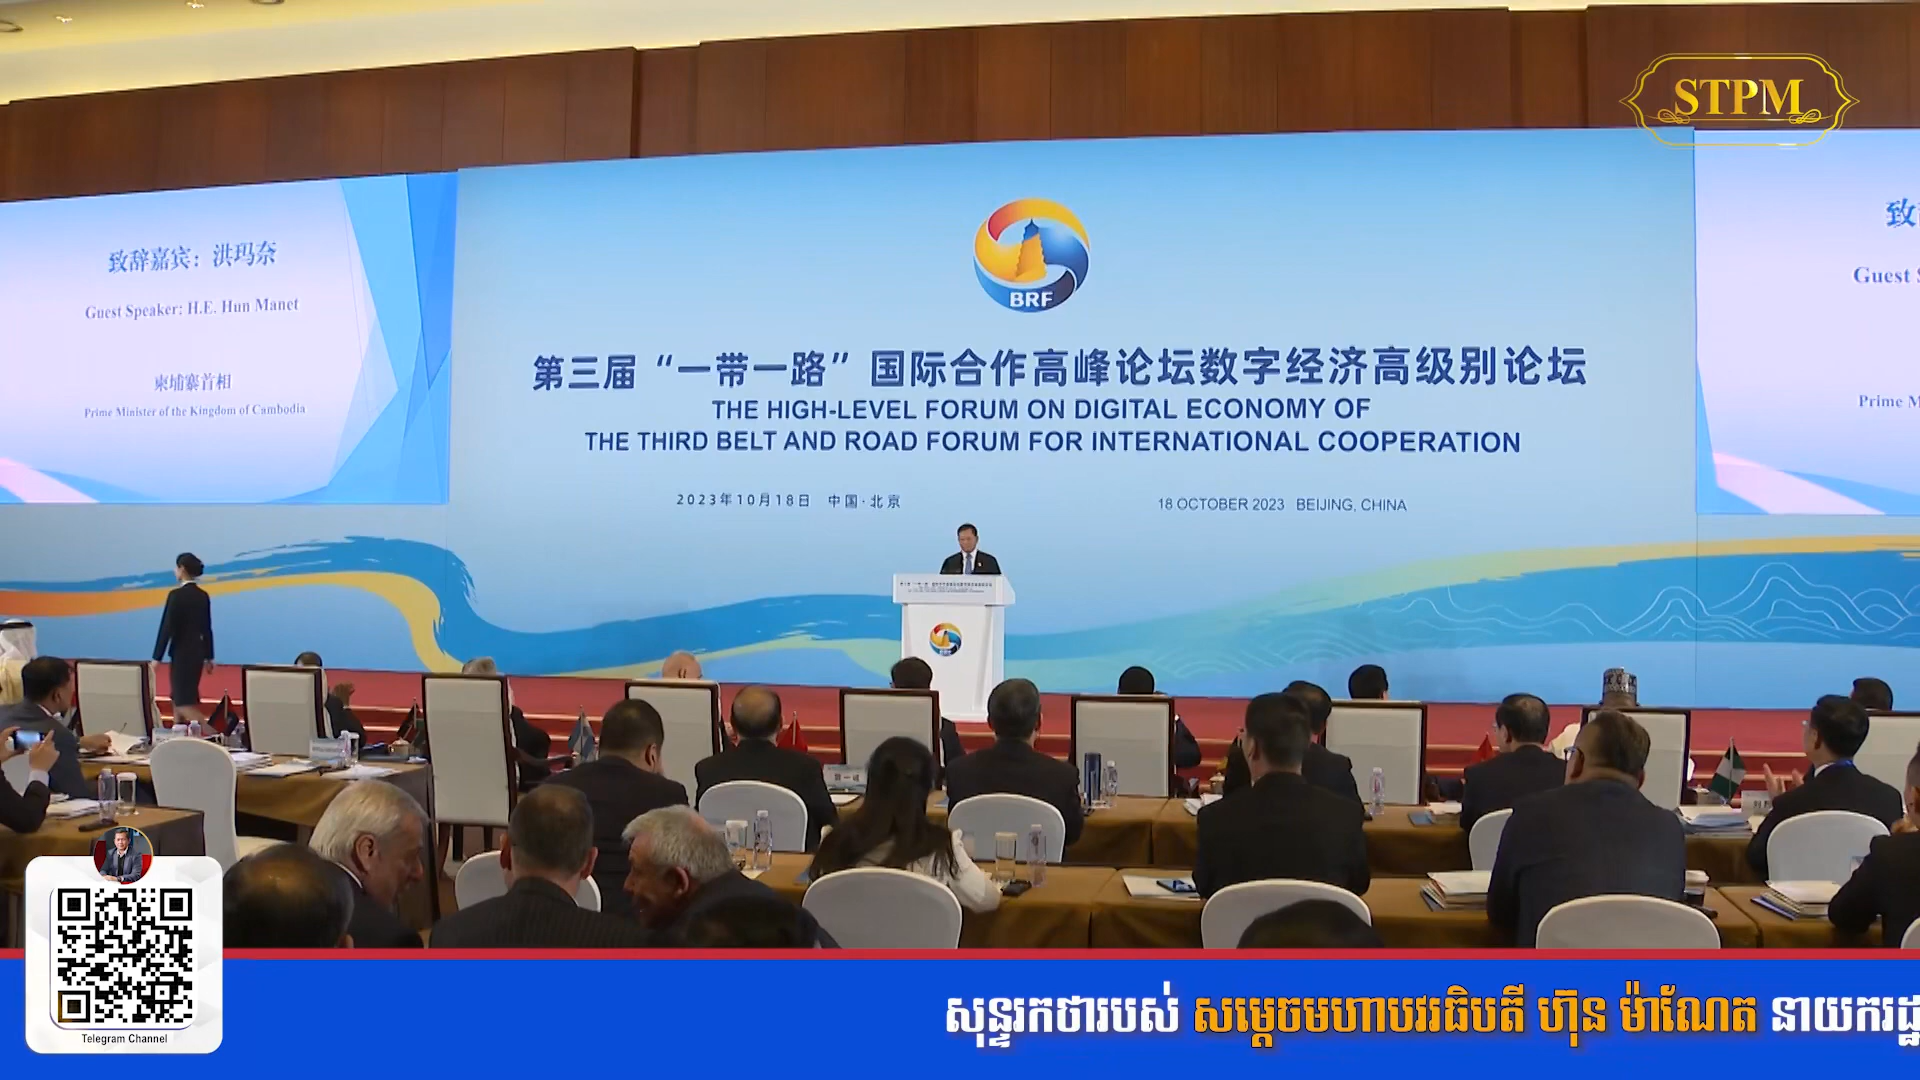 STPM
致辞嘉宾：洪玛奈
Guest Speaker: H.E. Hun Manet
柬埔寨首相
Prime Minister of the Kingdom of Cambodia
BRF
第三届“一带一路”国际合作高峰论坛数字经济高级别论坛
THE HIGH-LEVEL FORUM ON DIGITAL ECONOMY OF
THE THIRD BELT AND ROAD FORUM FOR INTERNATIONAL COOPERATION
2023年10月18日 中国·北京
18 OCTOBER 2023 BEIJING, CHINA
致
Guest
Prime
Telegram Channel
សុន្ទរកថារបស់ សម្តេចមហាបវរធិបតី ហ៊ុន ម៉ាណែត នាយករដ្ឋ